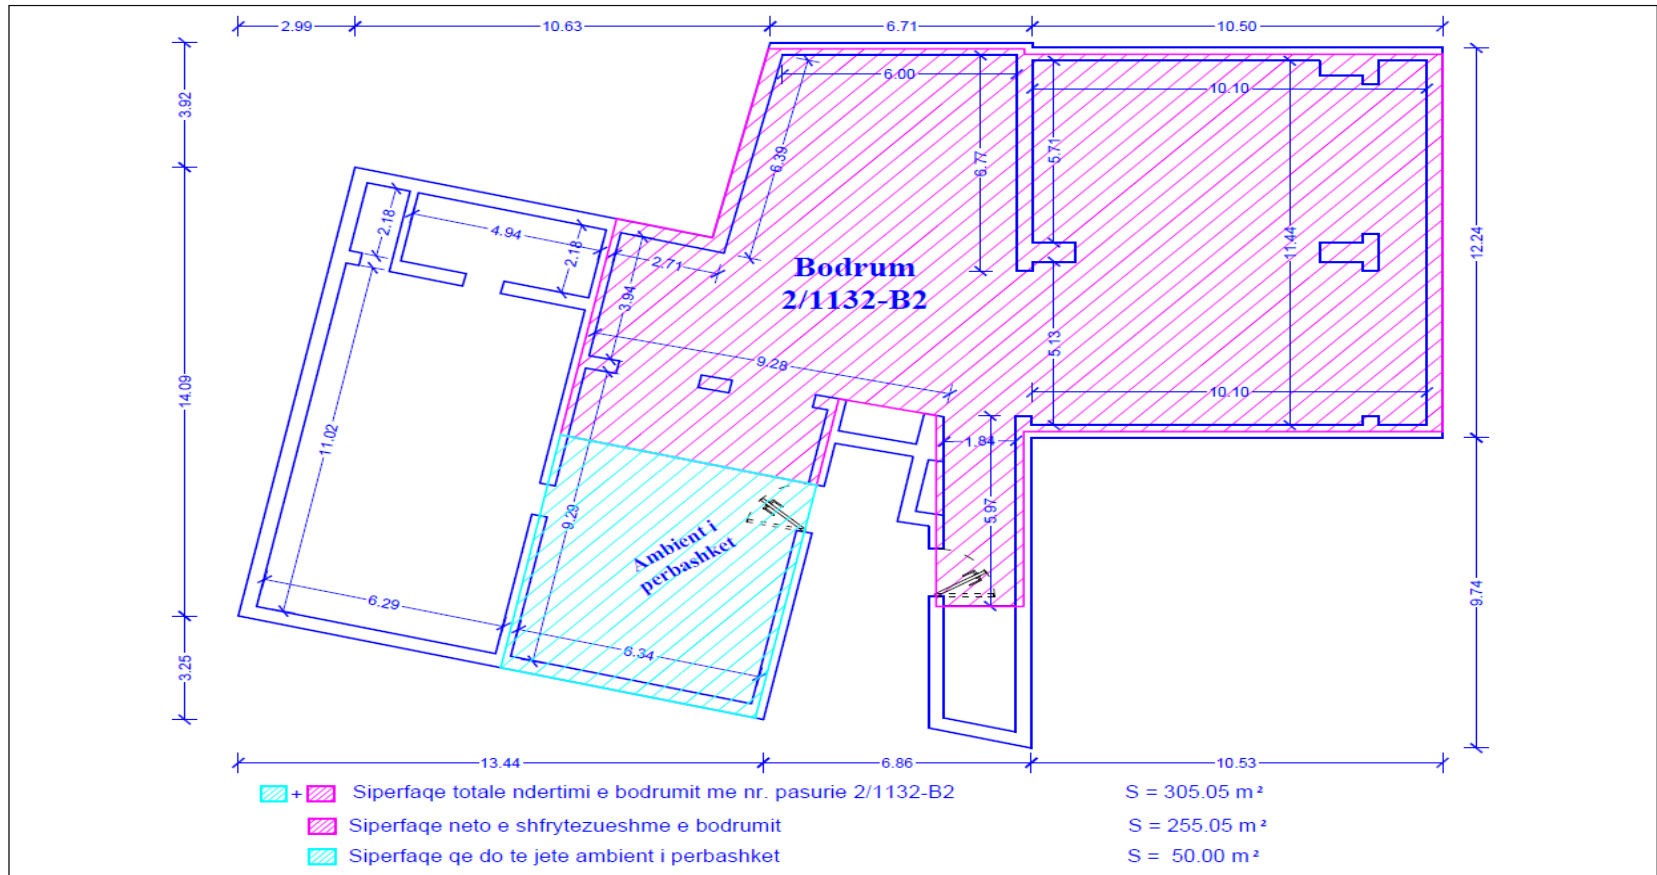 2.99 10.63 6.71 10.50
3.92
6.00
10.10
6.39
6.77
5.71
11.44
12.24
2.18
4.94
2.18
2.71
3.94
Bodrum
2/1132-B2
5.13
9.28
14.09
10.10
11.02
1.84
5.97
9.29
Ambient i
perbashket
6.29
6.34
9.74
3.25
13.44 6.86 10.53
+ Siperfaqe totale ndertimi e bodrumit me nr. pasurie 2/1132-B2 S = 305.05 m²
Siperfaqe neto e shfrytezueshme e bodrumit S = 255.05 m²
Siperfaqe qe do te jete ambient i perbashket S = 50.00 m²